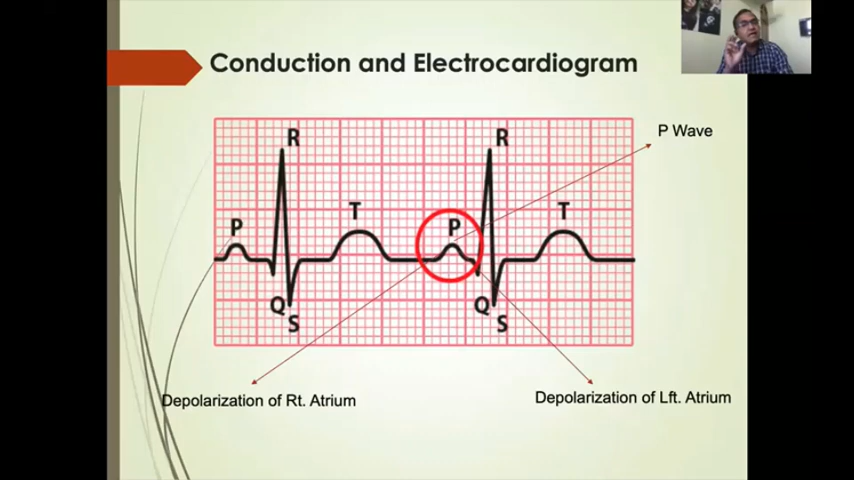 Conduction and Electrocardiogram
P Wave
R
R
P
T
P
T
Q
S
Q
S
Depolarization of Rt. Atrium
Depolarization of Lft. Atrium